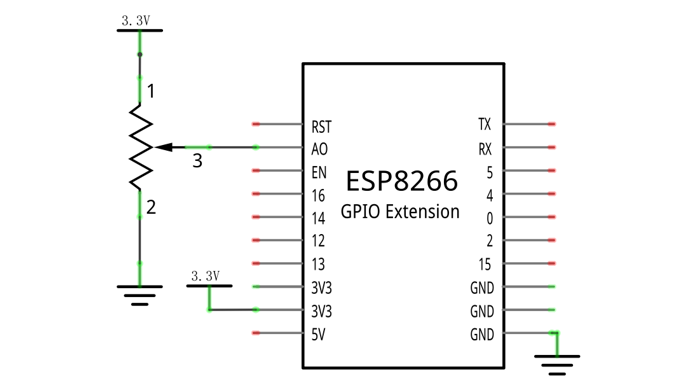 3.3V
1
3
2
3.3V
RST
AO
EN
16
14
12
13
3V3
3V3
5V
ESP8266
GPIO Extension
TX
RX
5
4
0
2
15
GND
GND
GND